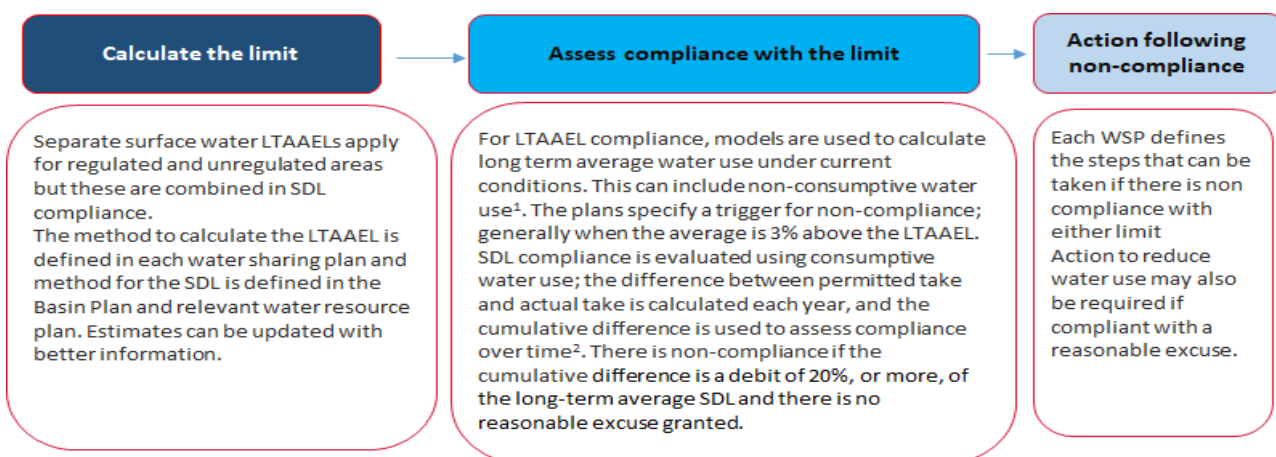 Calculate the limit
Assess compliance with the limit
Action following
non-compliance
Separate surface water LTAAELs apply
for regulated and unregulated areas
but these are combined in SDL
compliance.
The method to calculate the LTAAEL is
defined in each water sharing plan and
method for the SDL is defined in the
Basin Plan and relevant water resource
plan. Estimates can be updated with
better information.
For LTAAEL compliance, models are used to calculate
long term average water use under current
conditions. This can include non-consumptive water
use¹. The plans specify a trigger for non-compliance;
generally when the average is 3% above the LTAAEL.
SDL compliance is evaluated using consumptive
water use; the difference between permitted take
and actual take is calculated each year, and the
cumulative difference is used to assess compliance
over time². There is non-compliance if the
cumulative difference is a debit of 20%, or more, of
the long-term average SDL and there is no
reasonable excuse granted.
Each WSP defines
the steps that can be
taken if there is non
compliance with
either limit
Action to reduce
water use may also
be required if
compliant with a
reasonable excuse.